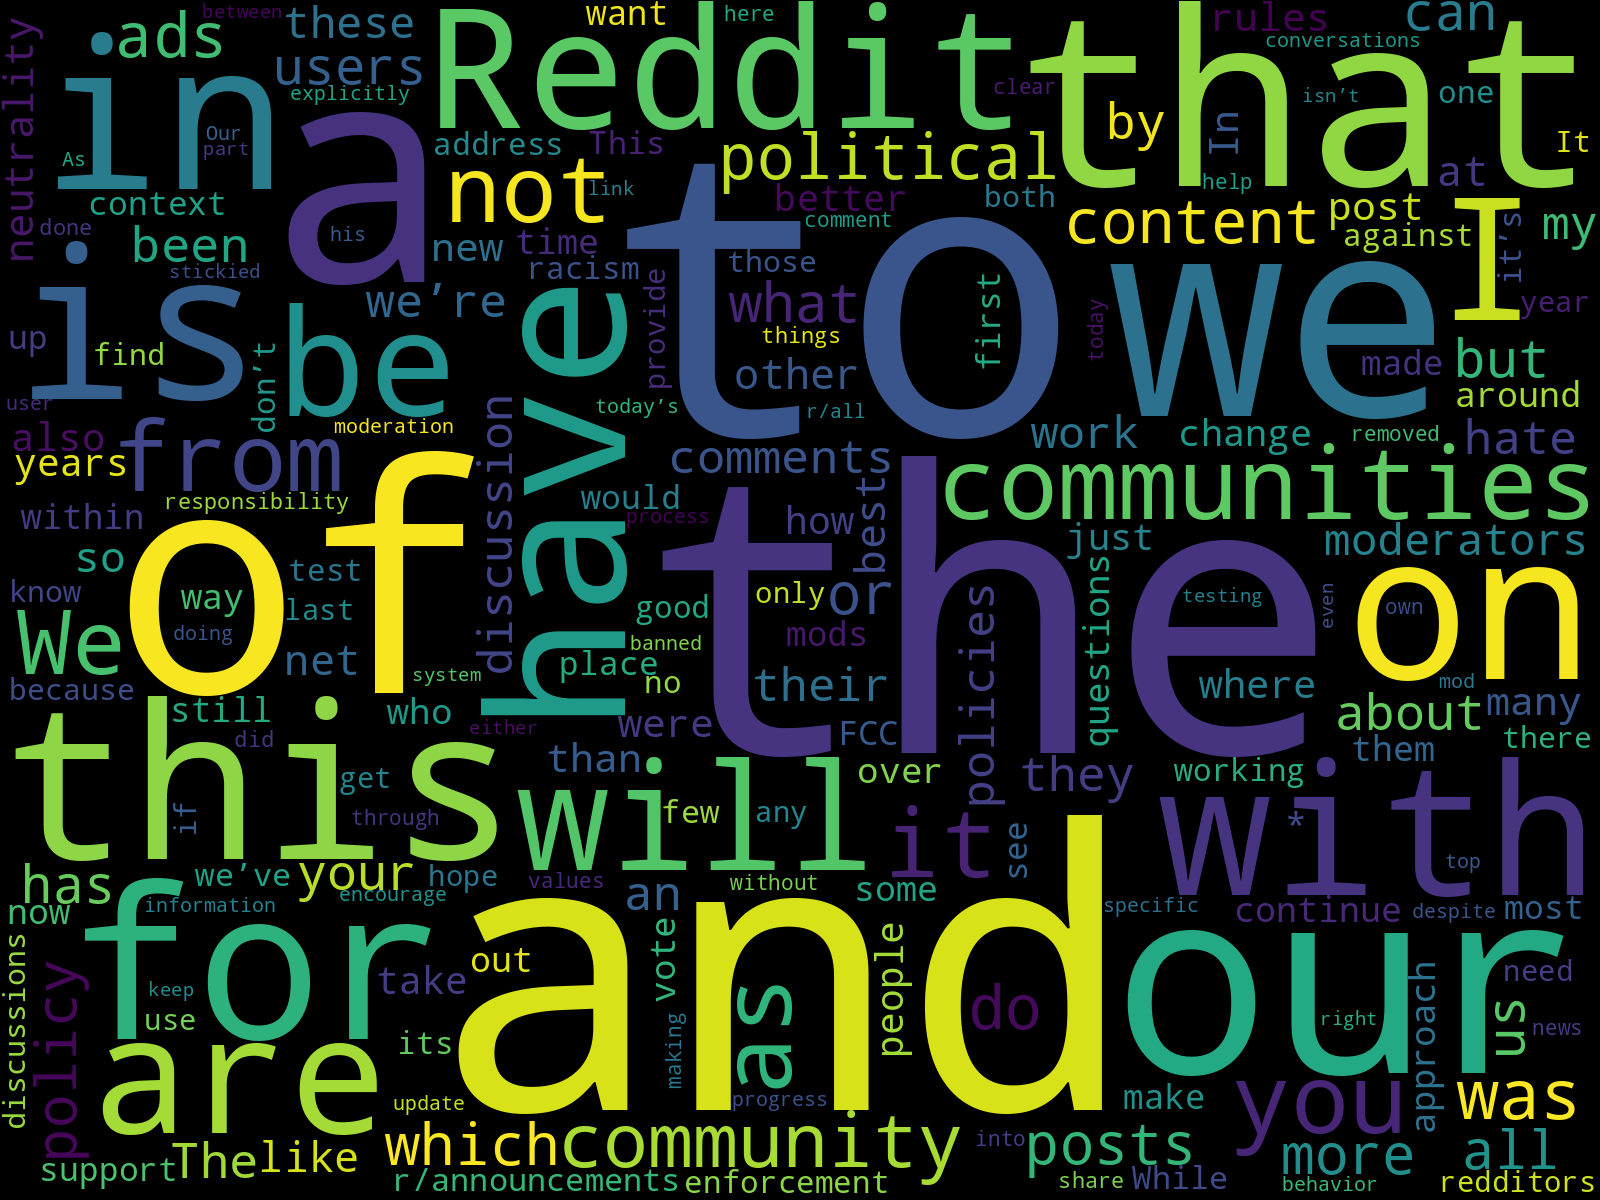 between
want
here
rules
can
ads
these
Reddit
that
conversations
neutrality
in
users
explicitly
clear
isn't
one
a
by
In
It
Our
part
As
address
This
political
not
link
better
both
help
at
context
comment
content
I
post
my
done
his
been
new
time
against
stickied
racism
those
to
we
it's
is
we're
have
provide
what
first
today
year
up
find
be
things
made
but
don't
other
around
user
today's
r/all
moderation
also
from
discussion
comments
work
change
removed
hate
years
the
communities
responsibility
of
would
best
within
process
how
just
moderators
so
test
on
know
way
last
good
only
or
policies
questions
testing
even
own
We
doing
net
mods
because
system
place
banned
no
their
where
mod
still
who
either
were
FCC
about
many
this
did
than
them
there
get
will
over
they
working
with
if
through
few
any
it
see
*
top
has
we've
your
hope
values
an
without
some
now
for
information
encourage
and
specific
continue
despite
most
our
discussions
policy
take
out
vote
as
people
do
approach
us
need
keep
use
right
news
are
its
making
update
progress
make
you
was
support
The
like
which
community
into
posts
more
all
r/announcements
enforcement
share
While
behavior
redditors